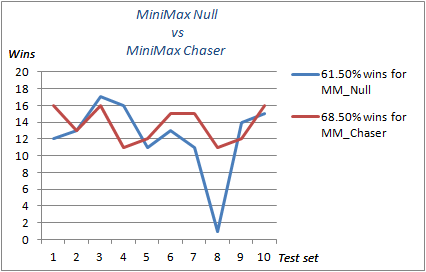 MiniMax Null
vs
MiniMax Chaser
Wins
20
18
16
14
12
10
8
6
4
2
0
1 2 3 4 5 6 7 8 9 10
Test set
61.50% wins for
MM_Null
68.50% wins for
MM_Chaser